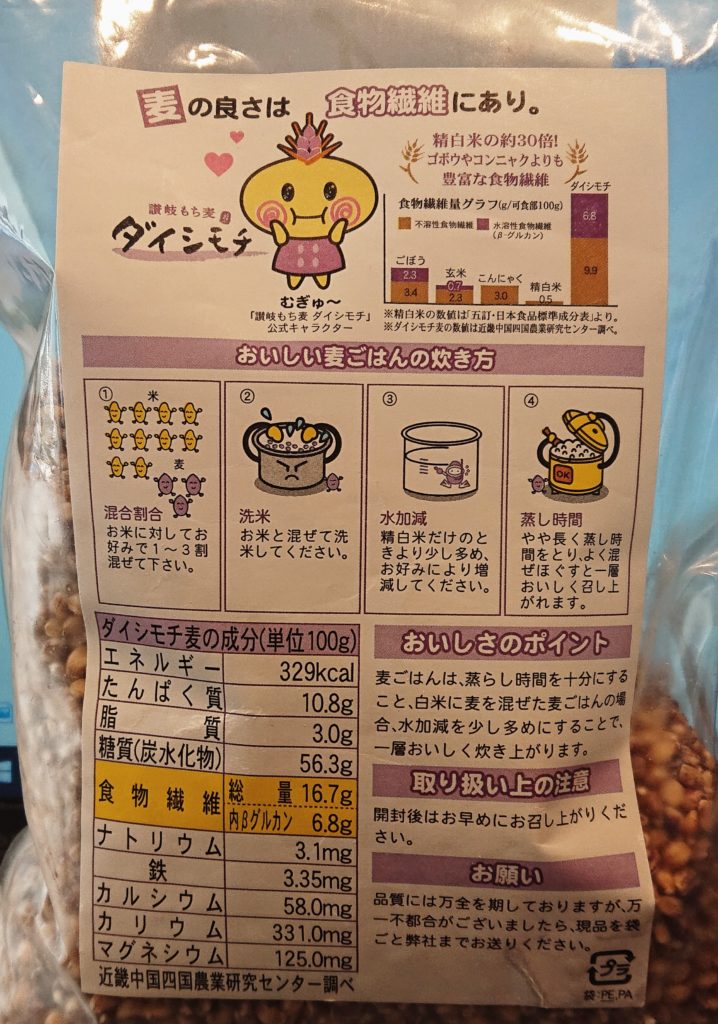 麦の良さは 食物繊維にあり。
精白米の約30倍!
ゴボウやコンニャクよりも
豊富な食物繊維
讃岐もち麦
ダイシモチ
むぎゅ〜
「讃岐もち麦 ダイシモチ」
公式キャラクター
食物繊維量グラフ(g/可食部100g)
不溶性食物繊維
水溶性食物繊維
(β-グルカン)
ごぼう
2.3
3.4
玄米
0.7
2.3
こんにゃく
3.0
精白米
0.5
ダイシモチ
6.8
9.9
※精白米の数値は「五訂・日本食品標準成分表」より。
※ダイシモチ麦の数値は近畿中国四国農業研究センター調べ。
おいしい麦ごはんの炊き方
①
米
麦
混合割合
お米に対してお
好みで1〜3割
混ぜて下さい。
②
洗米
お米と混ぜて洗
米してください。
③
水加減
精白米だけのと
きより少し多め、
お好みにより増
減してください。
④
OK
蒸し時間
やや長く蒸し時
間をとり、よく混
ぜほぐすと一層
おいしく召し上
がれます。
ダイシモチ麦の成分(単位100g)
エネルギー 329kcal
たんぱく質 10.8g
脂質 3.0g
糖質(炭水化物) 56.3g
食物繊維 総量 16.7g
内βグルカン 6.8g
ナトリウム 3.1mg
鉄 3.35mg
カルシウム 58.0mg
カリウム 331.0mg
マグネシウム 125.0mg
近畿中国四国農業研究センター調べ
おいしさのポイント
麦ごはんは、蒸らし時間を十分にす
ること、白米に麦を混ぜた麦ごはんの場
合、水加減を少し多めにすることで、
一層おいしく炊き上がります。
取り扱い上の注意
開封後はお早めにお召し上がりくだ
さい。
お願い
品質には万全を期しておりますが、万
一不都合がございましたら、現品を袋
ごと弊社までお送りください。
プラ
袋:PE,PA